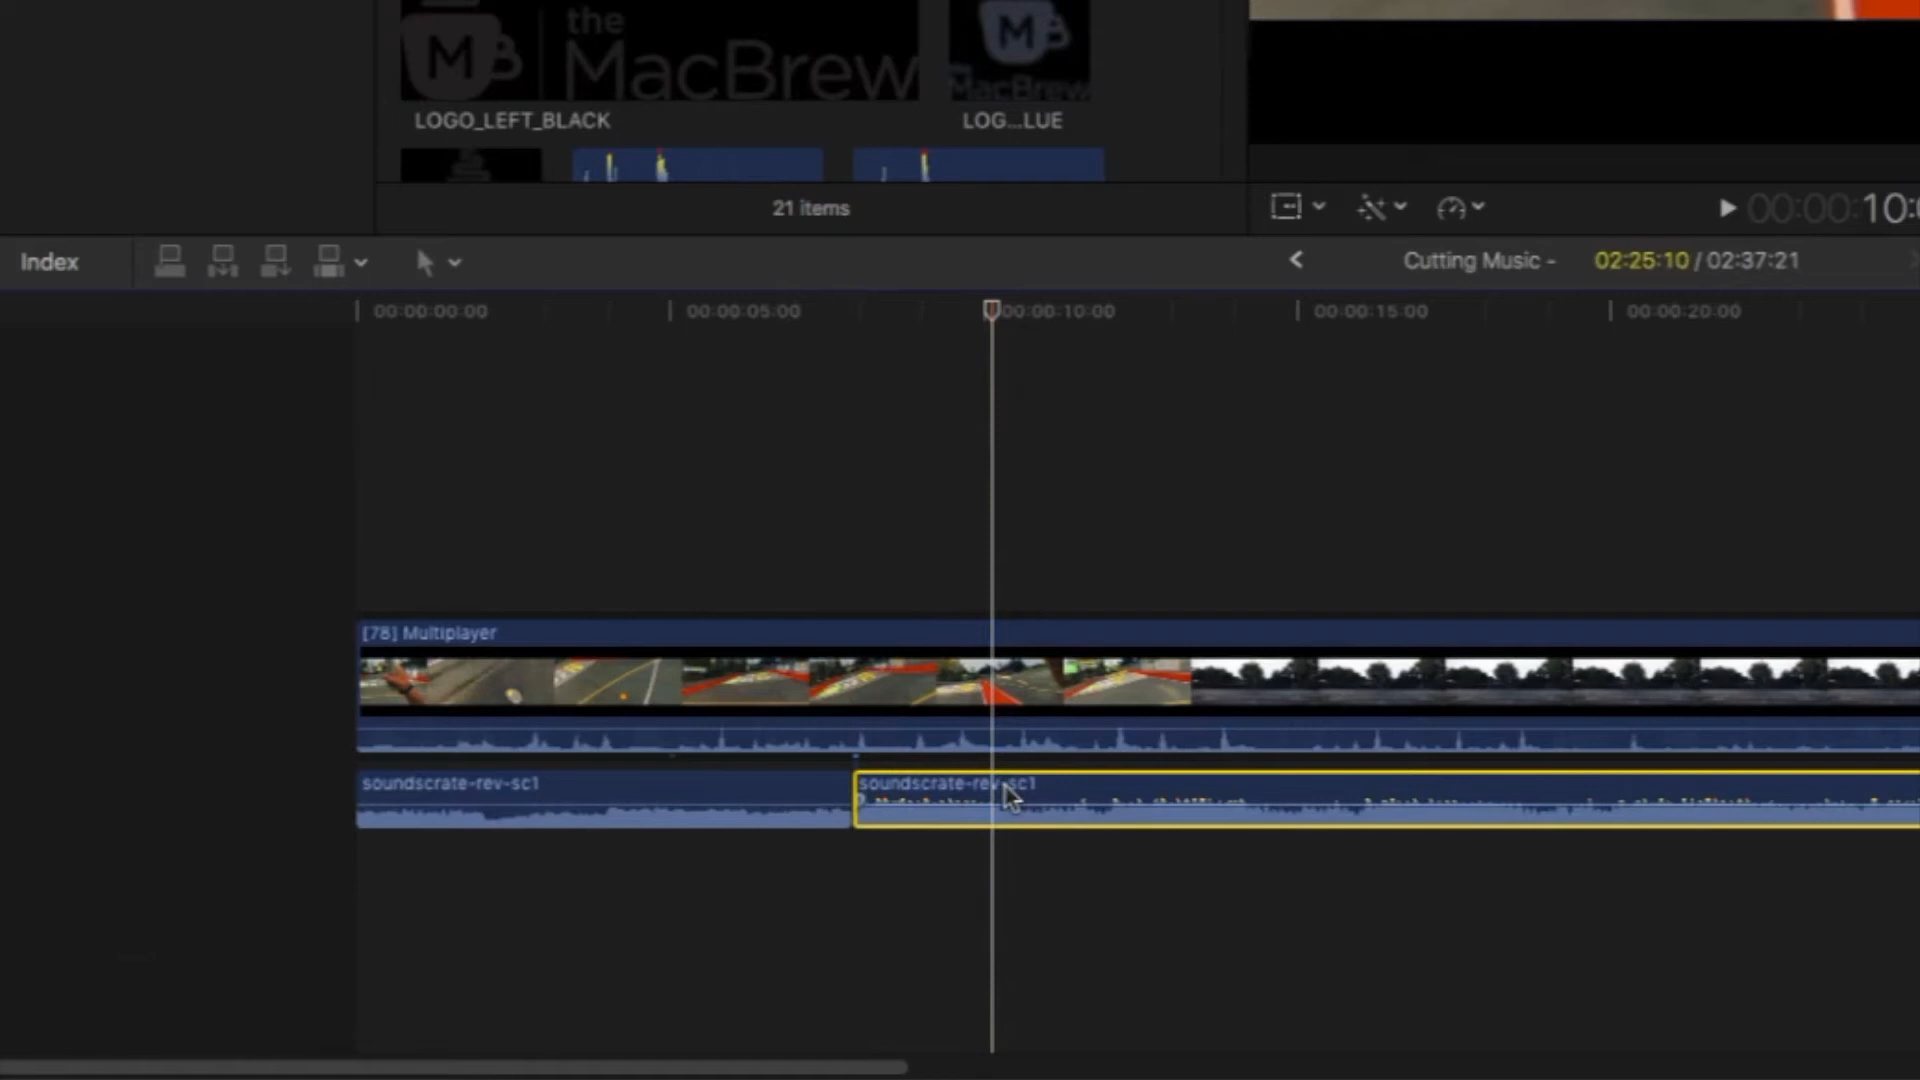 M B the
MacBrew
M B
MacBrew
LOGO_LEFT_BLACK
LOG...LUE
21 items
00:00:10:
Index
Cutting Music -
02:25:10 / 02:37:21
00:00:00:00
00:00:05:00
00:00:10:00
00:00:15:00
00:00:20:00
[78] Multiplayer
soundscrate-rev-sc1
soundscrate-rev-sc1